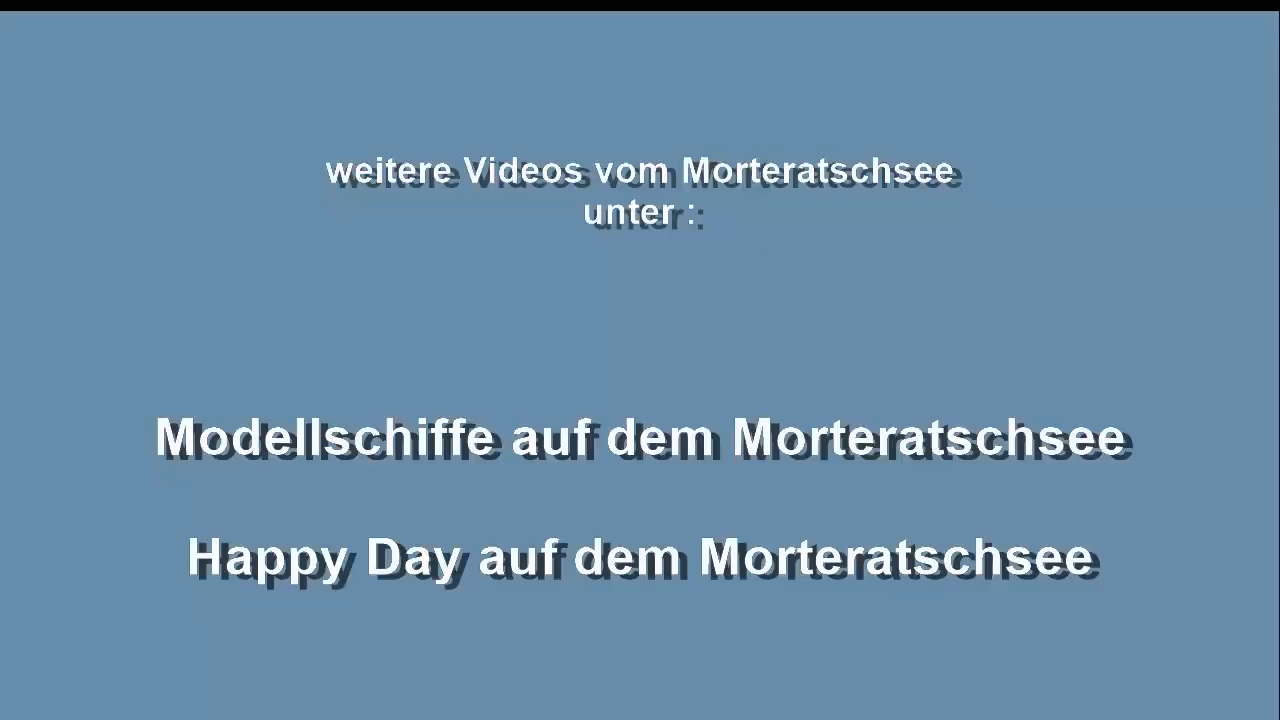 weitere Videos vom Morteratschsee
unter :
Modellschiffe auf dem Morteratschsee
Happy Day auf dem Morteratschsee